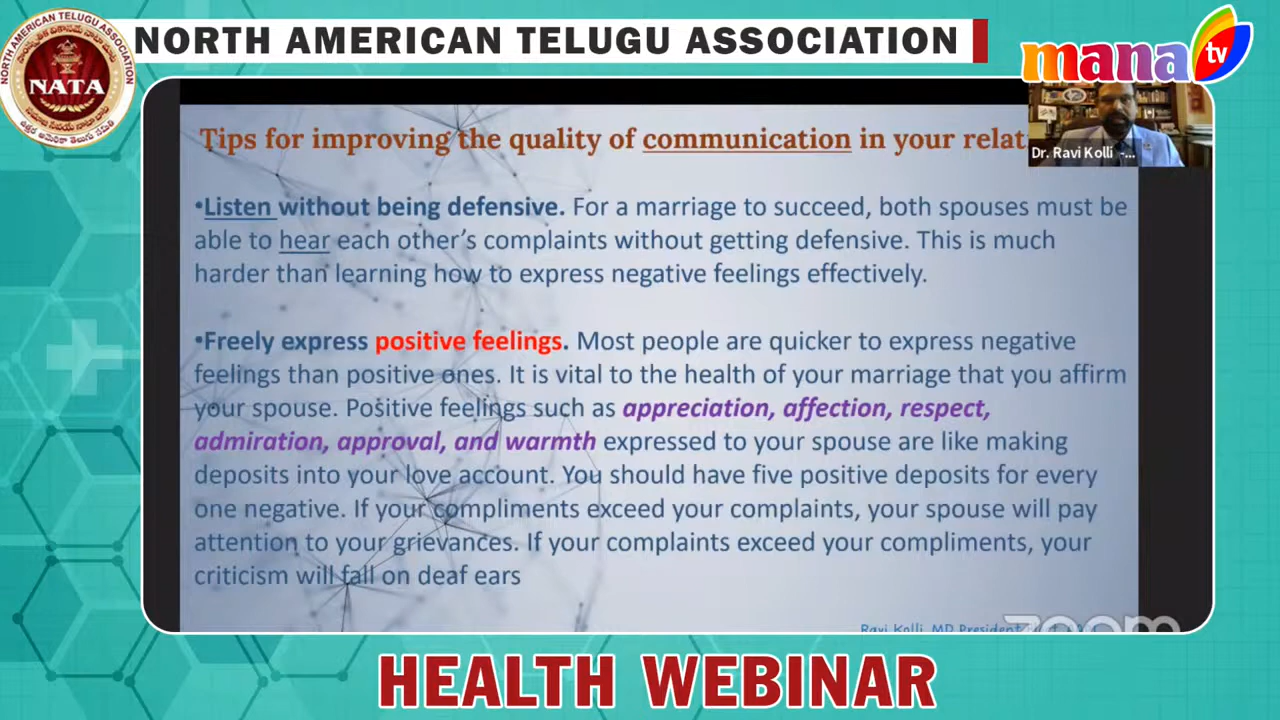 NORTH AMERICAN TELUGU ASSOCIATION
NORTH AMERICAN TELUGU ASSOCIATION
NATA
mana tv
Tips for improving the quality of communication in your relat
Dr. Ravi Kolli -...
•Listen without being defensive. For a marriage to succeed, both spouses must be
able to hear each other's complaints without getting defensive. This is much
harder than learning how to express negative feelings effectively.
•Freely express positive feelings. Most people are quicker to express negative
feelings than positive ones. It is vital to the health of your marriage that you affirm
your spouse. Positive feelings such as appreciation, affection, respect,
admiration, approval, and warmth expressed to your spouse are like making
deposits into your love account. You should have five positive deposits for every
one negative. If your compliments exceed your complaints, your spouse will pay
attention to your grievances. If your complaints exceed your compliments, your
criticism will fall on deaf ears
Ravi Kolli, MD President
zoom
HEALTH WEBINAR